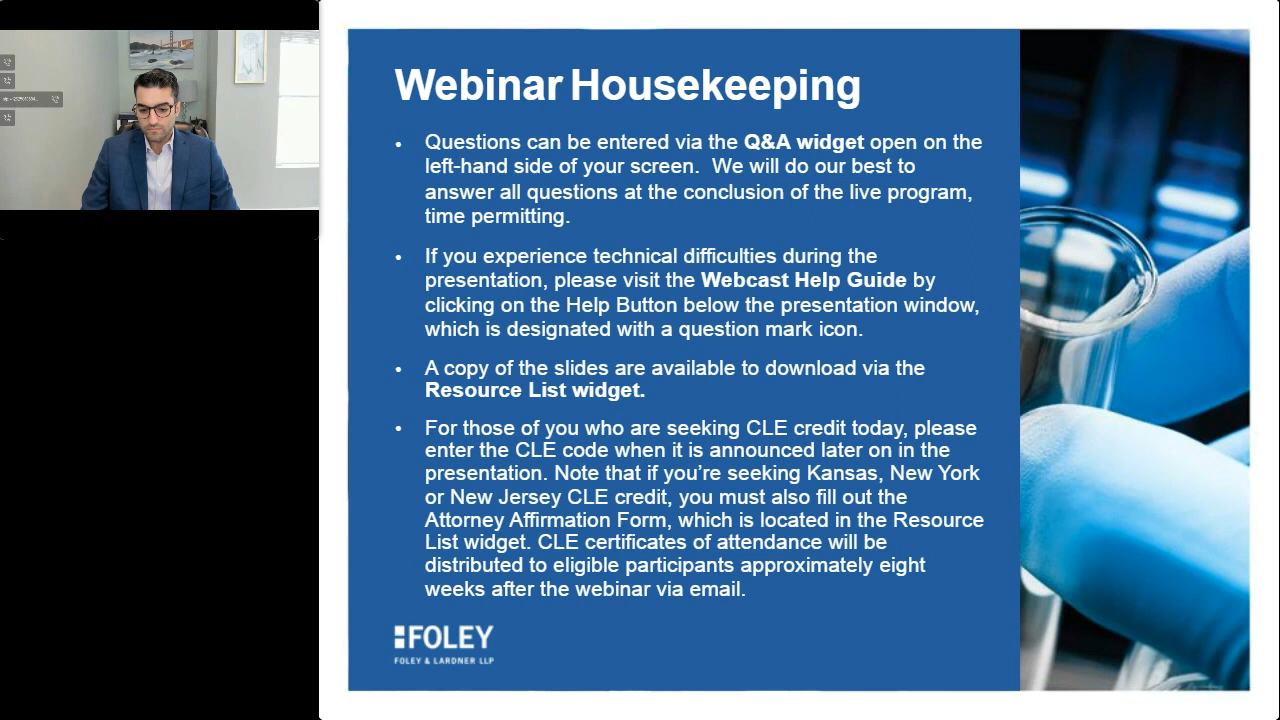 Webinar Housekeeping
• Questions can be entered via the Q&A widget open on the
left-hand side of your screen.  We will do our best to
answer all questions at the conclusion of the live program,
time permitting.
• If you experience technical difficulties during the
presentation, please visit the Webcast Help Guide by
clicking on the Help Button below the presentation window,
which is designated with a question mark icon.
• A copy of the slides are available to download via the
Resource List widget.
• For those of you who are seeking CLE credit today, please
enter the CLE code when it is announced later on in the
presentation. Note that if you’re seeking Kansas, New York
or New Jersey CLE credit, you must also fill out the
Attorney Affirmation Form, which is located in the Resource
List widget. CLE certificates of attendance will be
distributed to eligible participants approximately eight
weeks after the webinar via email.
FOLEY
FOLEY & LARDNER LLP